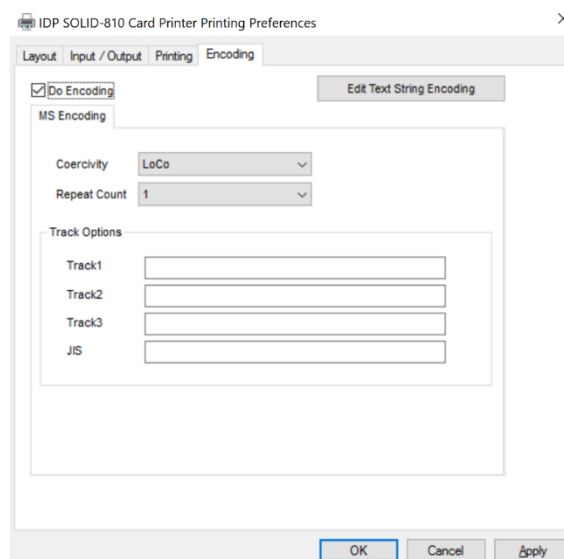 IDP SOLID-810 Card Printer Printing Preferences
Layout Input / Output Printing Encoding
Do Encoding Edit Text String Encoding
MS Encoding
Coercivity LoCo
Repeat Count 1
Track Options
Track1
Track2
Track3
JIS
OK Cancel Apply